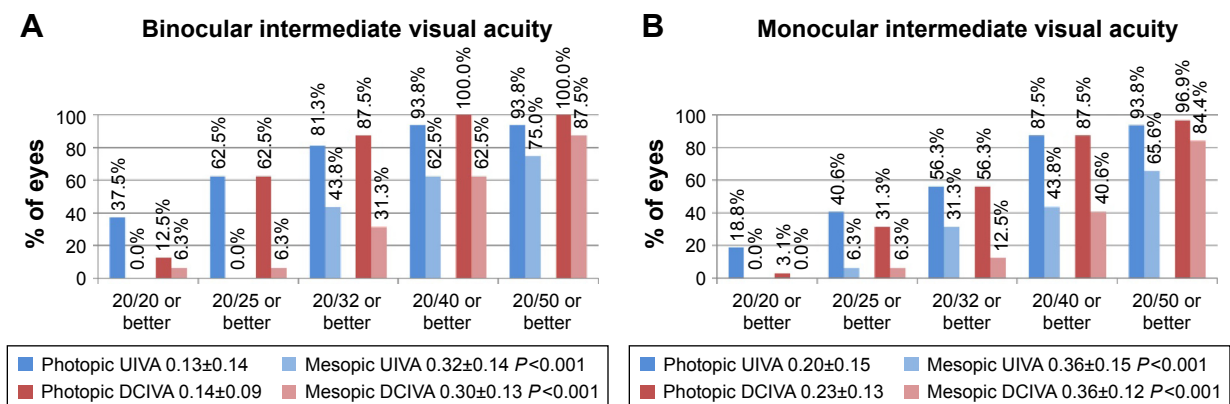 A Binocular intermediate visual acuity
% of eyes
100
80
60
40
20
0
37.5% 0.0% 12.5% 6.3%
62.5% 0.0% 62.5% 6.3%
81.3% 43.8% 87.5% 31.3%
93.8% 62.5% 100.0% 62.5%
93.8% 75.0% 100.0% 87.5%
20/20 or 20/25 or 20/32 or 20/40 or 20/50 or
better better better better better
Photopic UIVA 0.13±0.14 Mesopic UIVA 0.32±0.14 P<0.001
Photopic DCIVA 0.14±0.09 Mesopic DCIVA 0.30±0.13 P<0.001
B Monocular intermediate visual acuity
% of eyes
100
80
60
40
20
0
18.8% 0.0% 3.1% 0.0%
40.6% 6.3% 31.3% 6.3%
56.3% 31.3% 56.3% 12.5%
87.5% 43.8% 87.5% 40.6%
93.8% 65.6% 96.9% 84.4%
20/20 or 20/25 or 20/32 or 20/40 or 20/50 or
better better better better better
Photopic UIVA 0.20±0.15 Mesopic UIVA 0.36±0.15 P<0.001
Photopic DCIVA 0.23±0.13 Mesopic DCIVA 0.36±0.12 P<0.001